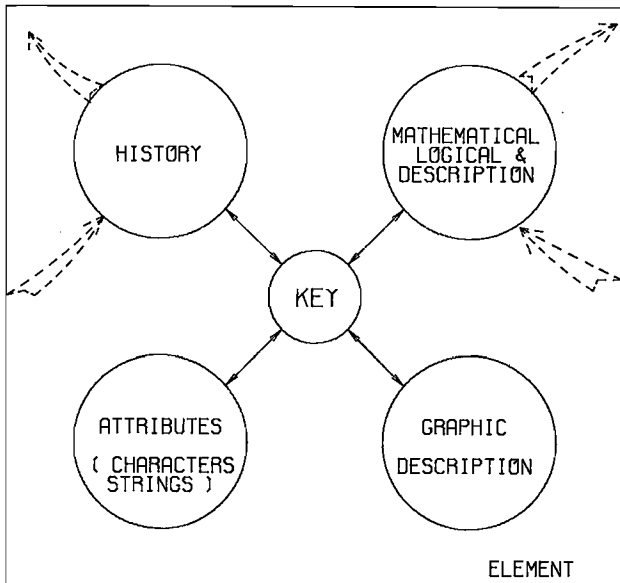 HISTORY
MATHEMATICAL
LOGICAL &
DESCRIPTION
KEY
ATTRIBUTES
( CHARACTERS
STRINGS )
GRAPHIC
DESCRIPTION
ELEMENT